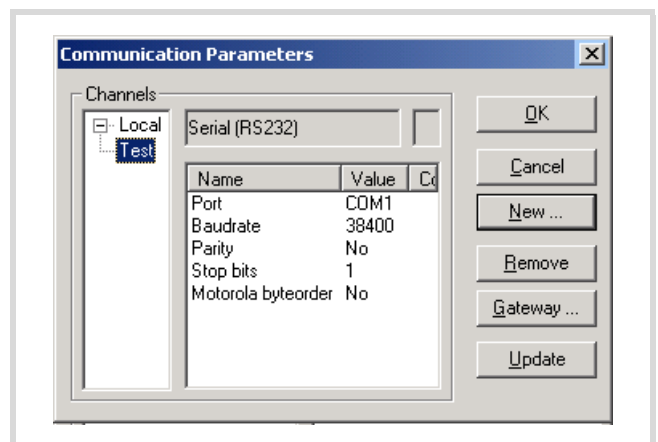 Communication Parameters
Channels
Local
Test
Serial (RS232)
Name Value
Port COM1
Baudrate 38400
Parity No
Stop bits 1
Motorola byteorder No
OK
Cancel
New ...
Remove
Gateway ...
Update